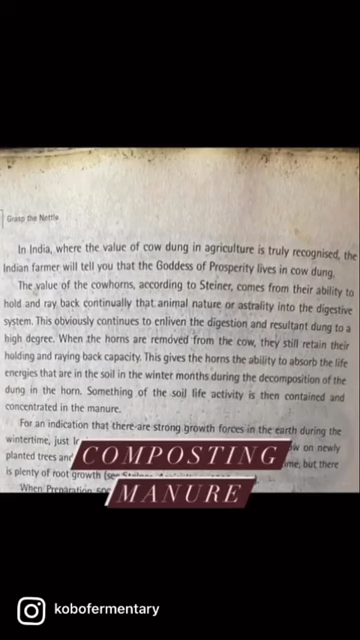 Grasp the Nettle
In India, where the value of cow dung in agriculture is truly recognised, the
Indian farmer will tell you that the Goddess of Prosperity lives in cow dung.
The value of the cowhorns, according to Steiner, comes from their ability to
hold and ray back continually that animal nature or astrality into the digestive
system. This obviously continues to enliven the digestion and resultant dung to a
high degree. When the horns are removed from the cow, they still retain their
holding and raying back capacity. This gives the horns the ability to absorb the life
energies that are in the soil in the winter months during the decomposition of the
dung in the horn. Something of the soil life activity is then contained and
concentrated in the manure.
For an indication that there are strong growth forces in the earth during the
wintertime, just on newly
planted trees and but there
is plenty of root growth (see
When Preparation
COMPOSTING
MANURE
kobofermentary